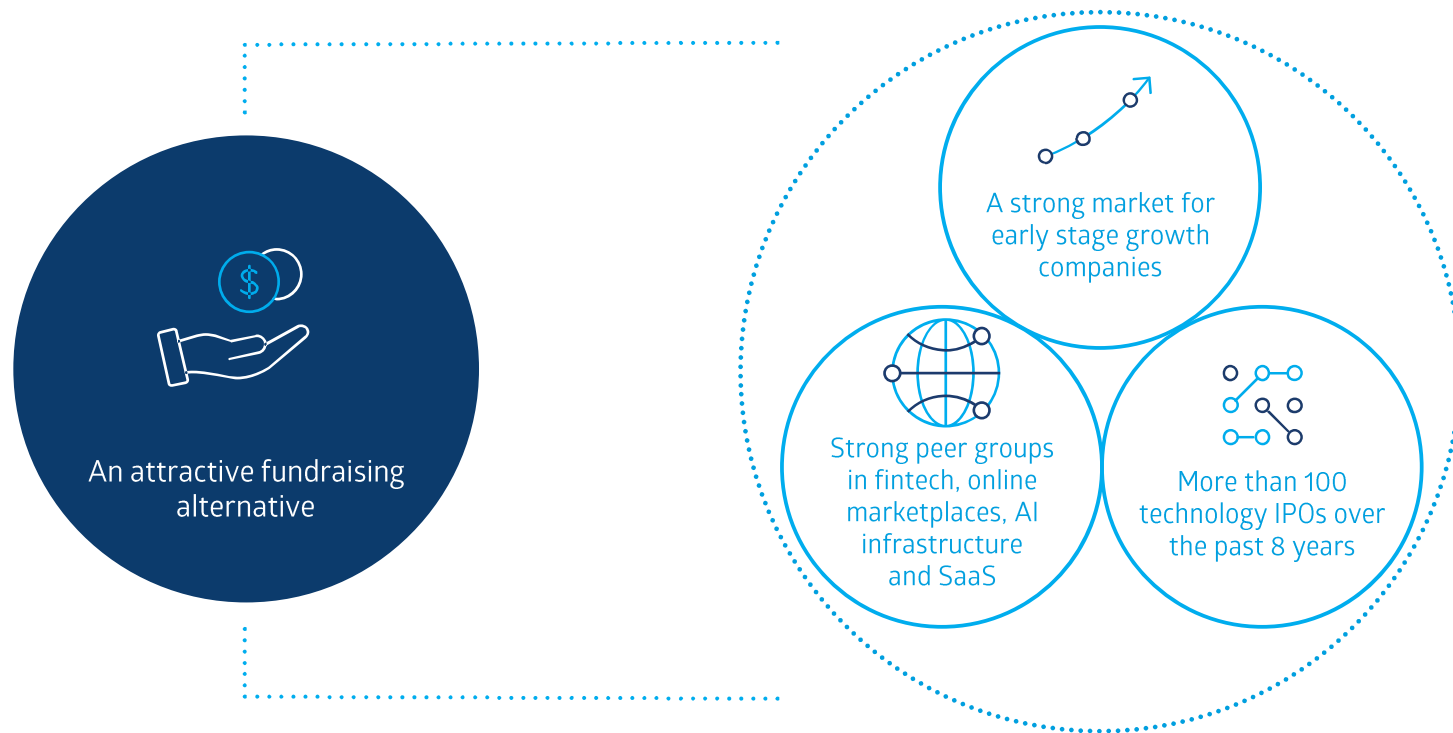 $
An attractive fundraising
alternative
A strong market for
early stage growth
companies
Strong peer groups
in fintech, online
marketplaces, AI
infrastructure
and SaaS
More than 100
technology IPOs over
the past 8 years